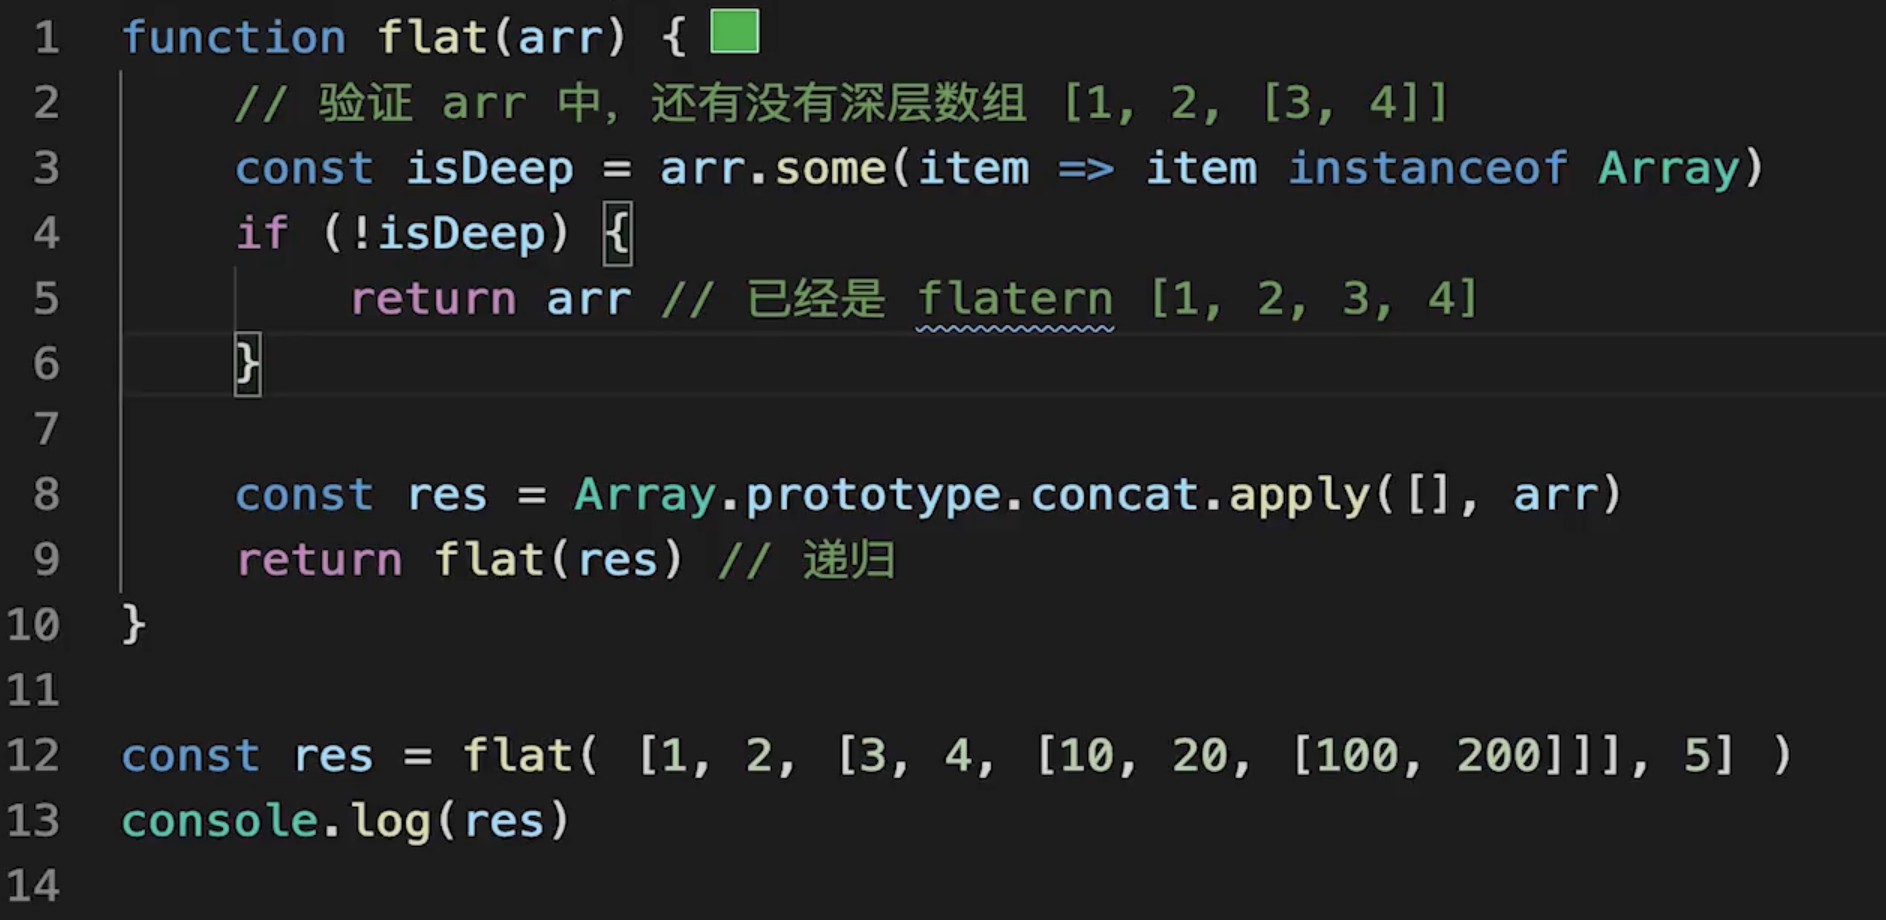 1 function flat(arr) {
2 // 验证 arr 中，还有没有深层数组 [1, 2, [3, 4]]
3 const isDeep = arr.some(item => item instanceof Array)
4 if (!isDeep) {
5 return arr // 已经是 flatern [1, 2, 3, 4]
6 }
7
8 const res = Array.prototype.concat.apply([], arr)
9 return flat(res) // 递归
10 }
11
12 const res = flat( [1, 2, [3, 4, [10, 20, [100, 200]]], 5] )
13 console.log(res)
14